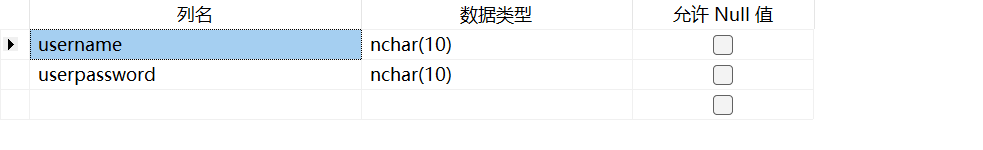 列名 数据类型 允许 Null 值
username nchar(10)
userpassword nchar(10)